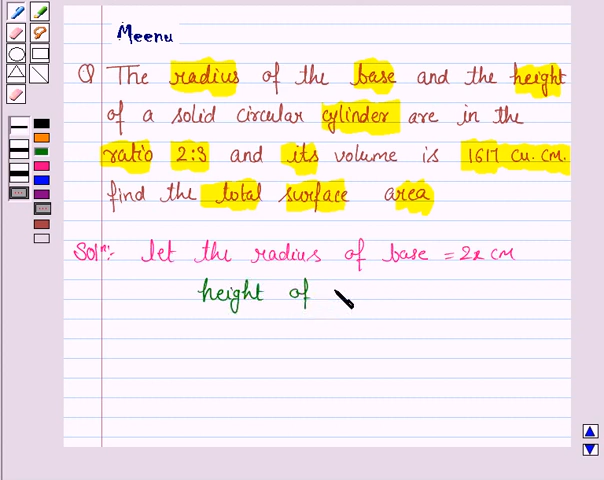 Meenu
Q The radius of the base and the height
of a solid circular cylinder are in the
ratio 2:3 and its volume is 1617 cu.cm.
find the total surface area
Solⁿ:- let the radius of base = 2x cm
height of